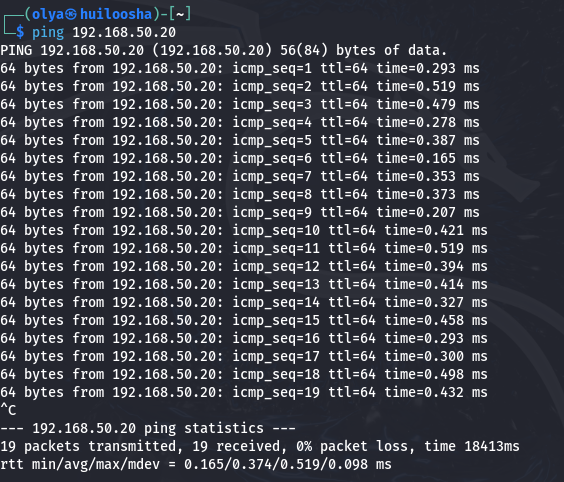 ┌──(olya㉿huiloosha)-[~]
└─$ ping 192.168.50.20
PING 192.168.50.20 (192.168.50.20) 56(84) bytes of data.
64 bytes from 192.168.50.20: icmp_seq=1 ttl=64 time=0.293 ms
64 bytes from 192.168.50.20: icmp_seq=2 ttl=64 time=0.519 ms
64 bytes from 192.168.50.20: icmp_seq=3 ttl=64 time=0.479 ms
64 bytes from 192.168.50.20: icmp_seq=4 ttl=64 time=0.278 ms
64 bytes from 192.168.50.20: icmp_seq=5 ttl=64 time=0.387 ms
64 bytes from 192.168.50.20: icmp_seq=6 ttl=64 time=0.165 ms
64 bytes from 192.168.50.20: icmp_seq=7 ttl=64 time=0.353 ms
64 bytes from 192.168.50.20: icmp_seq=8 ttl=64 time=0.373 ms
64 bytes from 192.168.50.20: icmp_seq=9 ttl=64 time=0.207 ms
64 bytes from 192.168.50.20: icmp_seq=10 ttl=64 time=0.421 ms
64 bytes from 192.168.50.20: icmp_seq=11 ttl=64 time=0.519 ms
64 bytes from 192.168.50.20: icmp_seq=12 ttl=64 time=0.394 ms
64 bytes from 192.168.50.20: icmp_seq=13 ttl=64 time=0.414 ms
64 bytes from 192.168.50.20: icmp_seq=14 ttl=64 time=0.327 ms
64 bytes from 192.168.50.20: icmp_seq=15 ttl=64 time=0.458 ms
64 bytes from 192.168.50.20: icmp_seq=16 ttl=64 time=0.293 ms
64 bytes from 192.168.50.20: icmp_seq=17 ttl=64 time=0.300 ms
64 bytes from 192.168.50.20: icmp_seq=18 ttl=64 time=0.498 ms
64 bytes from 192.168.50.20: icmp_seq=19 ttl=64 time=0.432 ms
^C
--- 192.168.50.20 ping statistics ---
19 packets transmitted, 19 received, 0% packet loss, time 18413ms
rtt min/avg/max/mdev = 0.165/0.374/0.519/0.098 ms